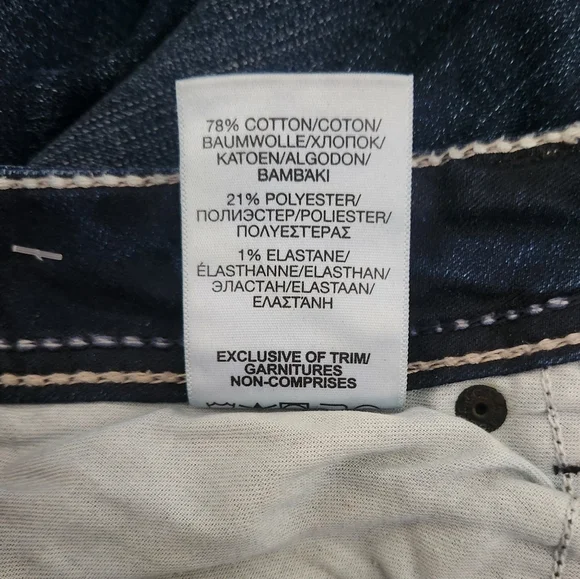 78% COTTON/COTON/
BAUMWOLLE/ХЛОПОК/
KATOEN/ALGODON/
BAMBAKI
21% POLYESTER/
ПОЛИЭСТЕР/POLIESTER/
ΠΟΛΥΕΣΤΕΡΑΣ
1% ELASTANE/
ÉLASTHANNE/ELASTHAN/
ЭЛАСТАН/ELASTAAN/
ΕΛΑΣΤΑΝΗ
EXCLUSIVE OF TRIM/
GARNITURES
NON-COMPRISES